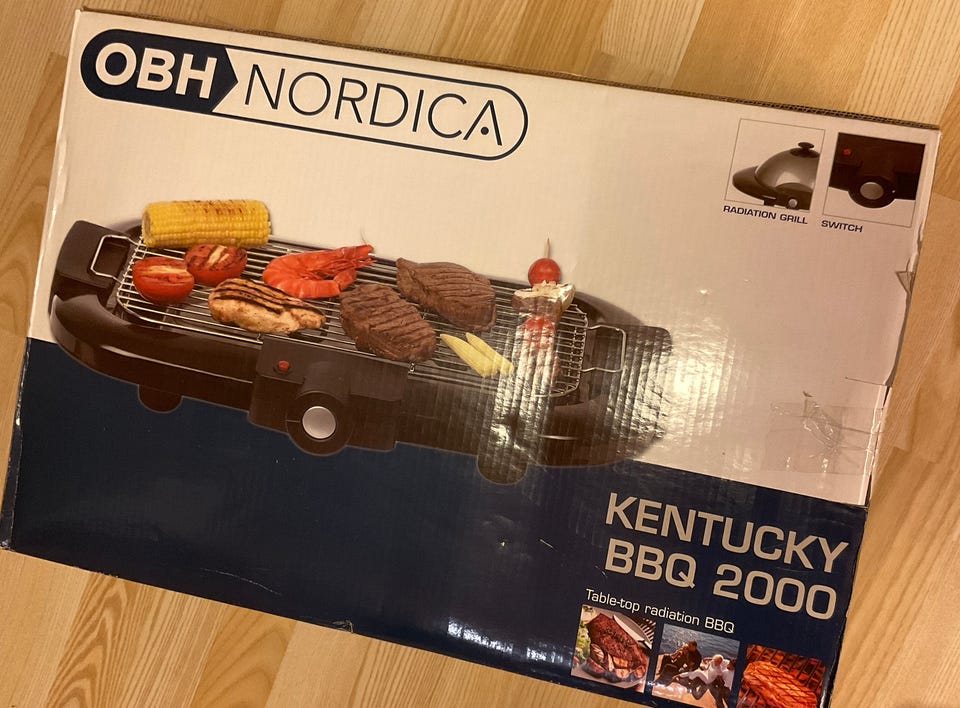 OBH NORDICA
RADIATION GRILL
SWITCH
KENTUCKY
BBQ 2000
Table-top radiation BBQ